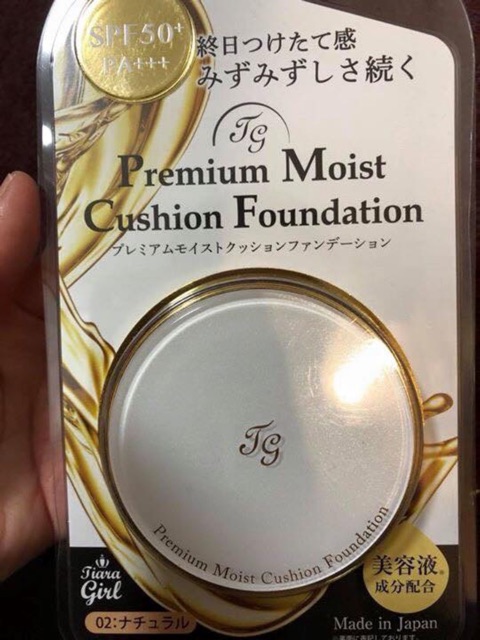 SPF50+
PA+++
終日つけたて感
みずみずしさ続く
TG
Premium Moist
Cushion Foundation
プレミアムモイストクッションファンデーション
TG
Premium Moist Cushion Foundation
Tiara
Girl
02:ナチュラル
美容液※
成分配合
Made in Japan